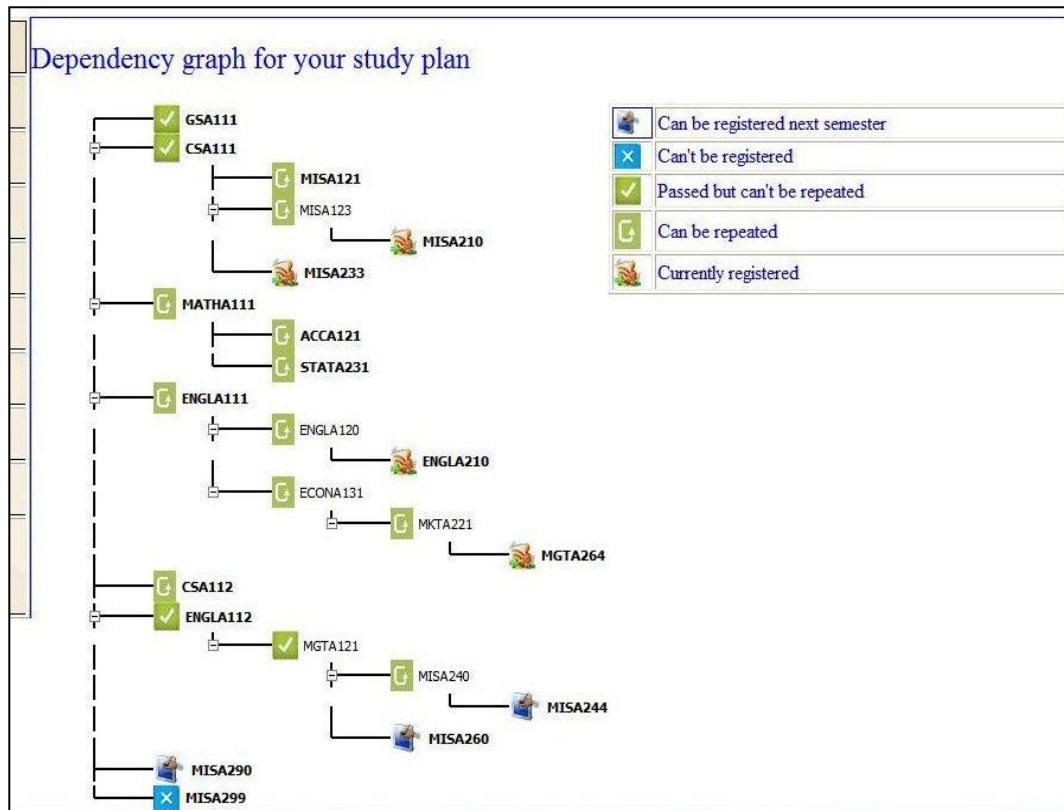 Dependency graph for your study plan
GSA111
CSA111
MISA121
MISA123
MISA210
MISA233
MATHA111
ACCA121
STATA231
ENGLA111
ENGLA120
ENGLA210
ECONA131
MKTA221
MGTA264
CSA112
ENGLA112
MGTA121
MISA240
MISA244
MISA260
MISA290
MISA299
Can be registered next semester
Can't be registered
Passed but can't be repeated
Can be repeated
Currently registered